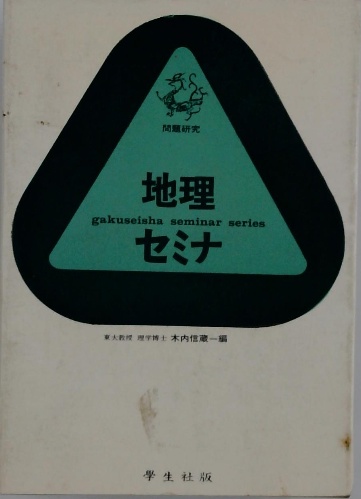 問題研究
地理
gakuseisha seminar series
セミナ
東大教授 理学博士 木内信蔵一編
學生社版